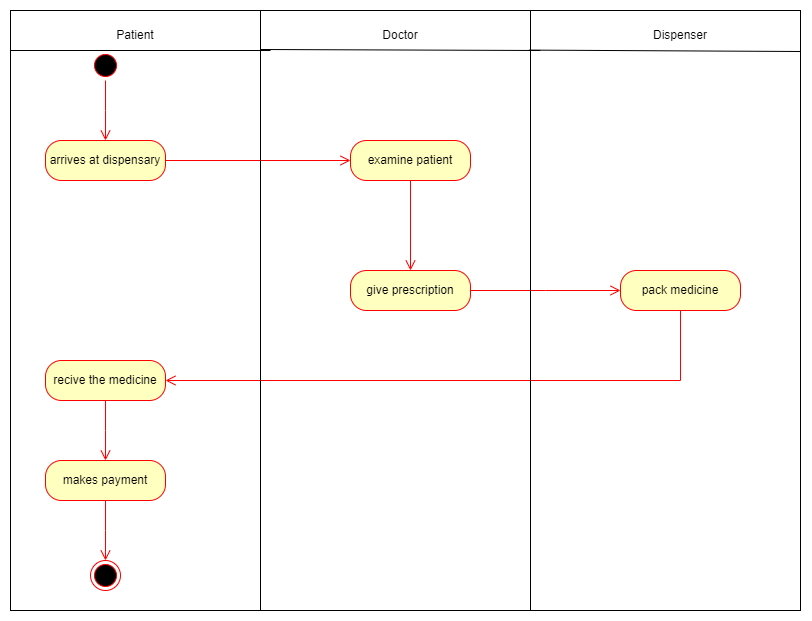 Patient
Doctor
Dispenser
arrives at dispensary
examine patient
give prescription
pack medicine
recive the medicine
makes payment